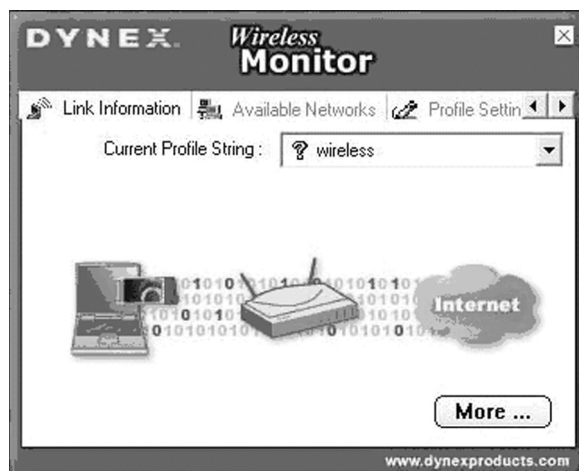 DYNEX
Wireless
Monitor
Link Information
Available Networks
Profile Settin
Current Profile String :
wireless
Internet
More ...
www.dynexproducts.com